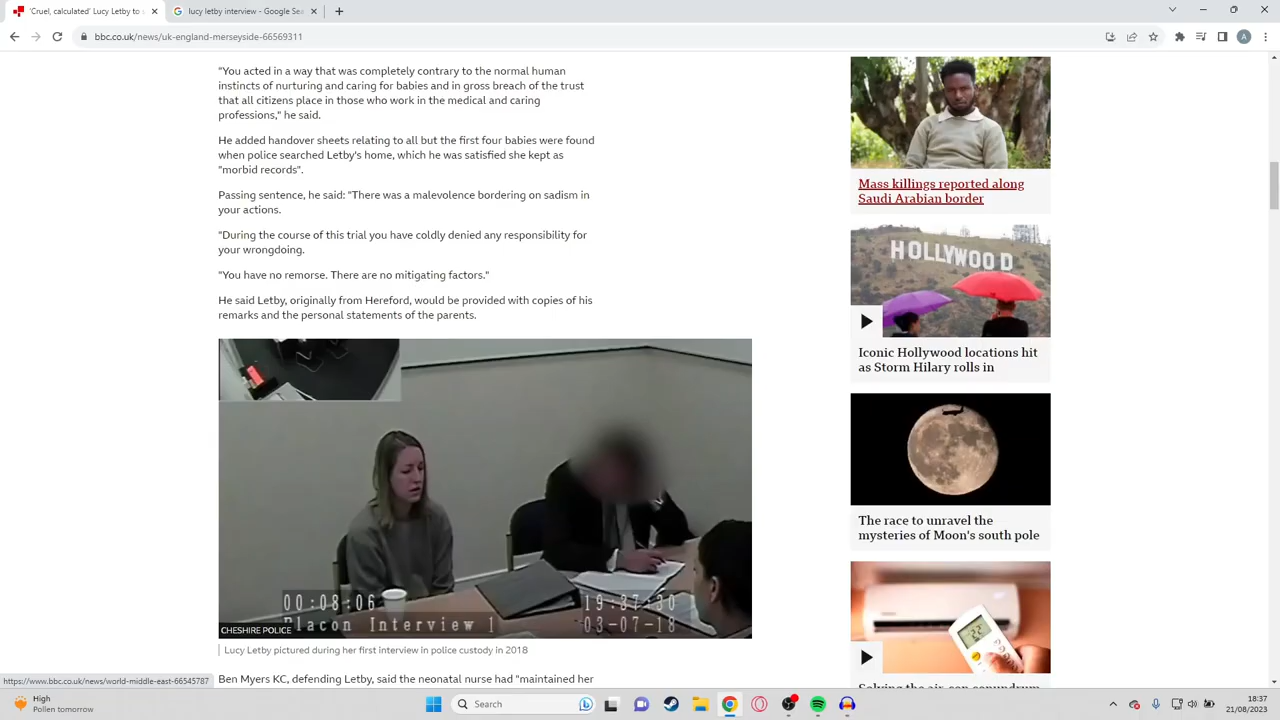 'Cruel, calculated' Lucy Letby to
lucy letby interview - Google Sea
bbc.co.uk/news/uk-england-merseyside-66569311
A
"You acted in a way that was completely contrary to the normal human
instincts of nurturing and caring for babies and in gross breach of the trust
that all citizens place in those who work in the medical and caring
professions," he said.
He added handover sheets relating to all but the first four babies were found
when police searched Letby's home, which he was satisfied she kept as
"morbid records".
Passing sentence, he said: "There was a malevolence bordering on sadism in
your actions.
"During the course of this trial you have coldly denied any responsibility for
your wrongdoing.
"You have no remorse. There are no mitigating factors."
He said Letby, originally from Hereford, would be provided with copies of his
remarks and the personal statements of the parents.
00:08:06
19:37:30
Placon Interview 1
03-07-18
CHESHIRE POLICE
Lucy Letby pictured during her first interview in police custody in 2018
Ben Myers KC, defending Letby, said the neonatal nurse had "maintained her
Mass killings reported along
Saudi Arabian border
HOLLYWOOD
Iconic Hollywood locations hit
as Storm Hilary rolls in
The race to unravel the
mysteries of Moon's south pole
Solving the air-con conundrum
https://www.bbc.co.uk/news/world-middle-east-66545787
High
Pollen tomorrow
Search
18:37
21/08/2023